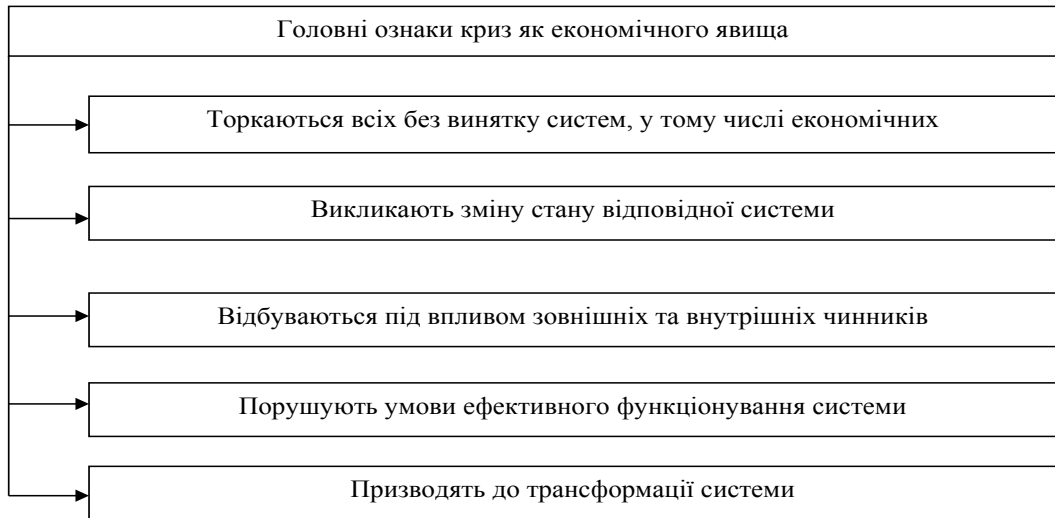 Головні ознаки криз як економічного явища
Торкаються всіх без винятку систем, у тому числі економічних
Викликають зміну стану відповідної системи
Відбуваються під впливом зовнішніх та внутрішніх чинників
Порушують умови ефективного функціонування системи
Призводять до трансформації системи